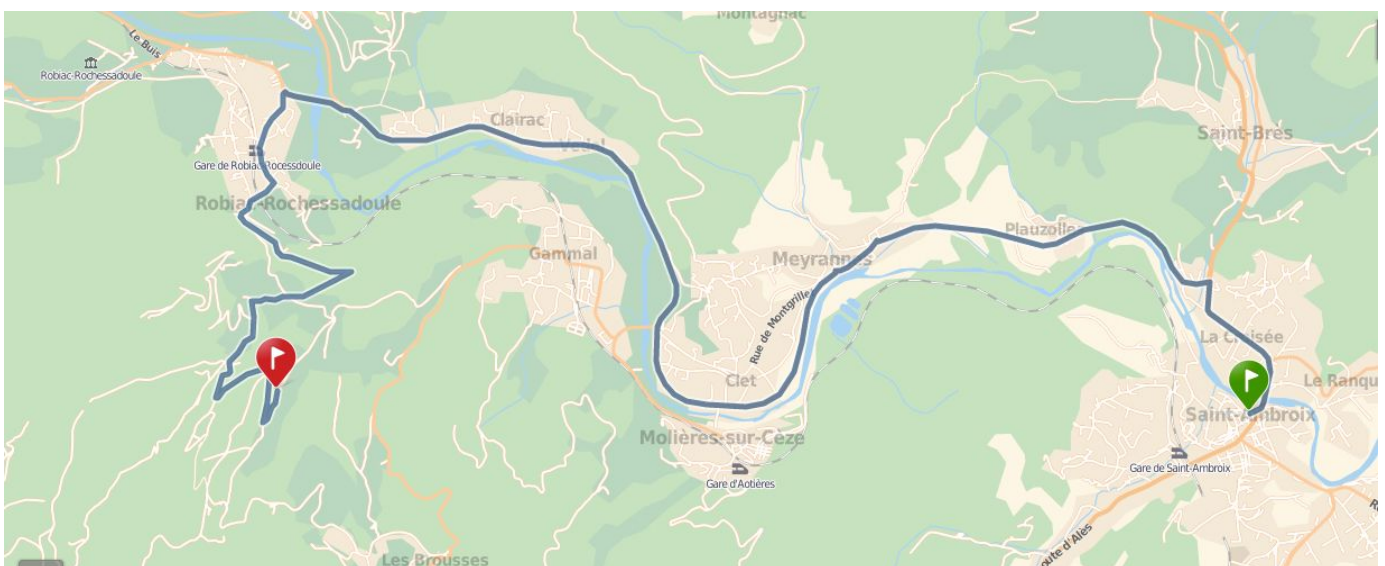 Montagnac
Le Buis
Robiac-Rochessadoule
Clairac
Saint-Brès
Gare de Robiac-Rocessdoule
Robiac-Rochessadoule
Plauzolles
Gammal
Meyrannes
Rue de Montgrilles
La Croisée
Clet
Le Ranqu
Saint-Ambroix
Molières-sur-Cèze
Gare de Saint-Ambroix
Gare d'Aotières
oute d'Alès
Les Brousses